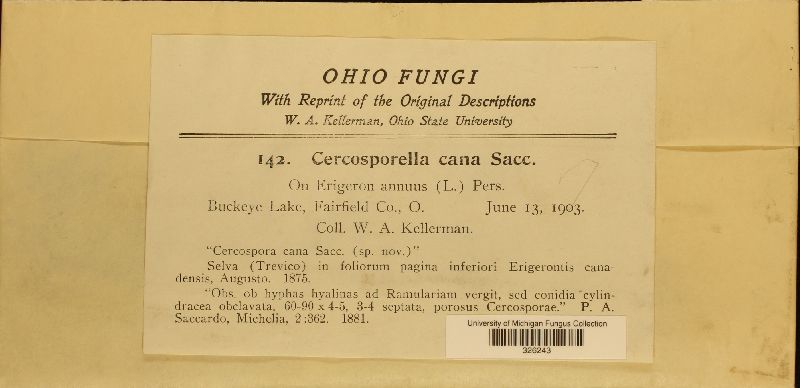 OHIO FUNGI
With Reprint of the Original Descriptions
W. A. Kellerman, Ohio State University
142. Cercosporella cana Sacc.
On Erigeron annuus (L.) Pers.
Buckeye Lake, Fairfield Co., O. June 13, 1903.
Coll. W. A. Kellerman.
"Cercospora cana Sacc. (sp. nov.)"
Selva (Trevico) in foliorum pagina inferiori Erigerontis cana-
densis, Augusto. 1875.
"Obs. ob hyphas hyalinas ad Ramulariam vergit, sed conidia cylin-
dracea obclavata, 60-90 x 4-5, 3-4 septata, porosus Cercosporae." P. A.
Saccardo, Michelia, 2:362. 1881.
University of Michigan Fungus Collection
326243